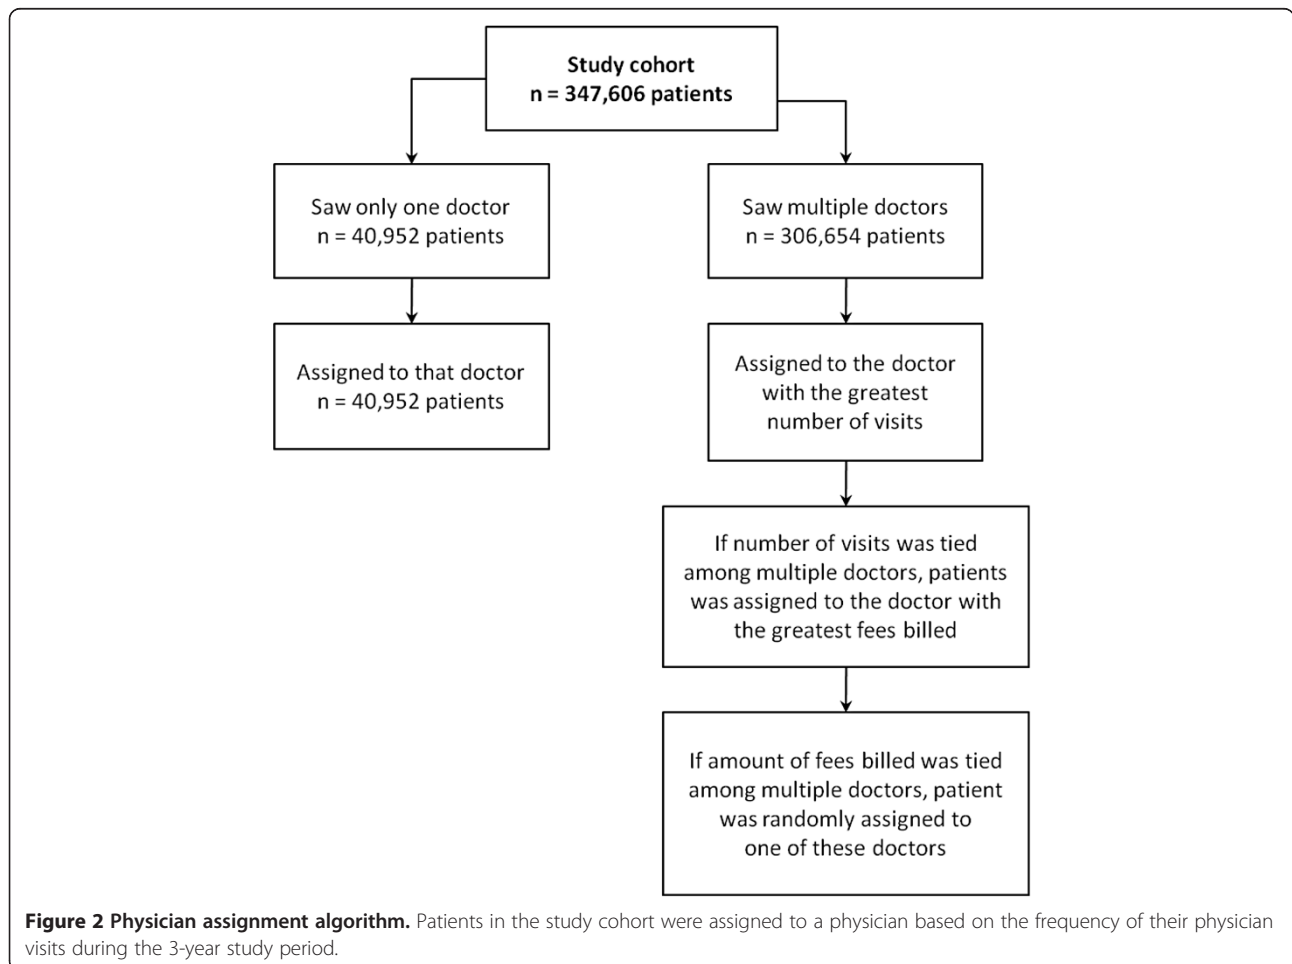 Study cohort
n = 347,606 patients
Saw only one doctor
n = 40,952 patients
Saw multiple doctors
n = 306,654 patients
Assigned to that doctor
n = 40,952 patients
Assigned to the doctor
with the greatest
number of visits
If number of visits was tied
among multiple doctors, patients
was assigned to the doctor with
the greatest fees billed
If amount of fees billed was tied
among multiple doctors, patient
was randomly assigned to
one of these doctors
Figure 2 Physician assignment algorithm. Patients in the study cohort were assigned to a physician based on the frequency of their physician
visits during the 3-year study period.